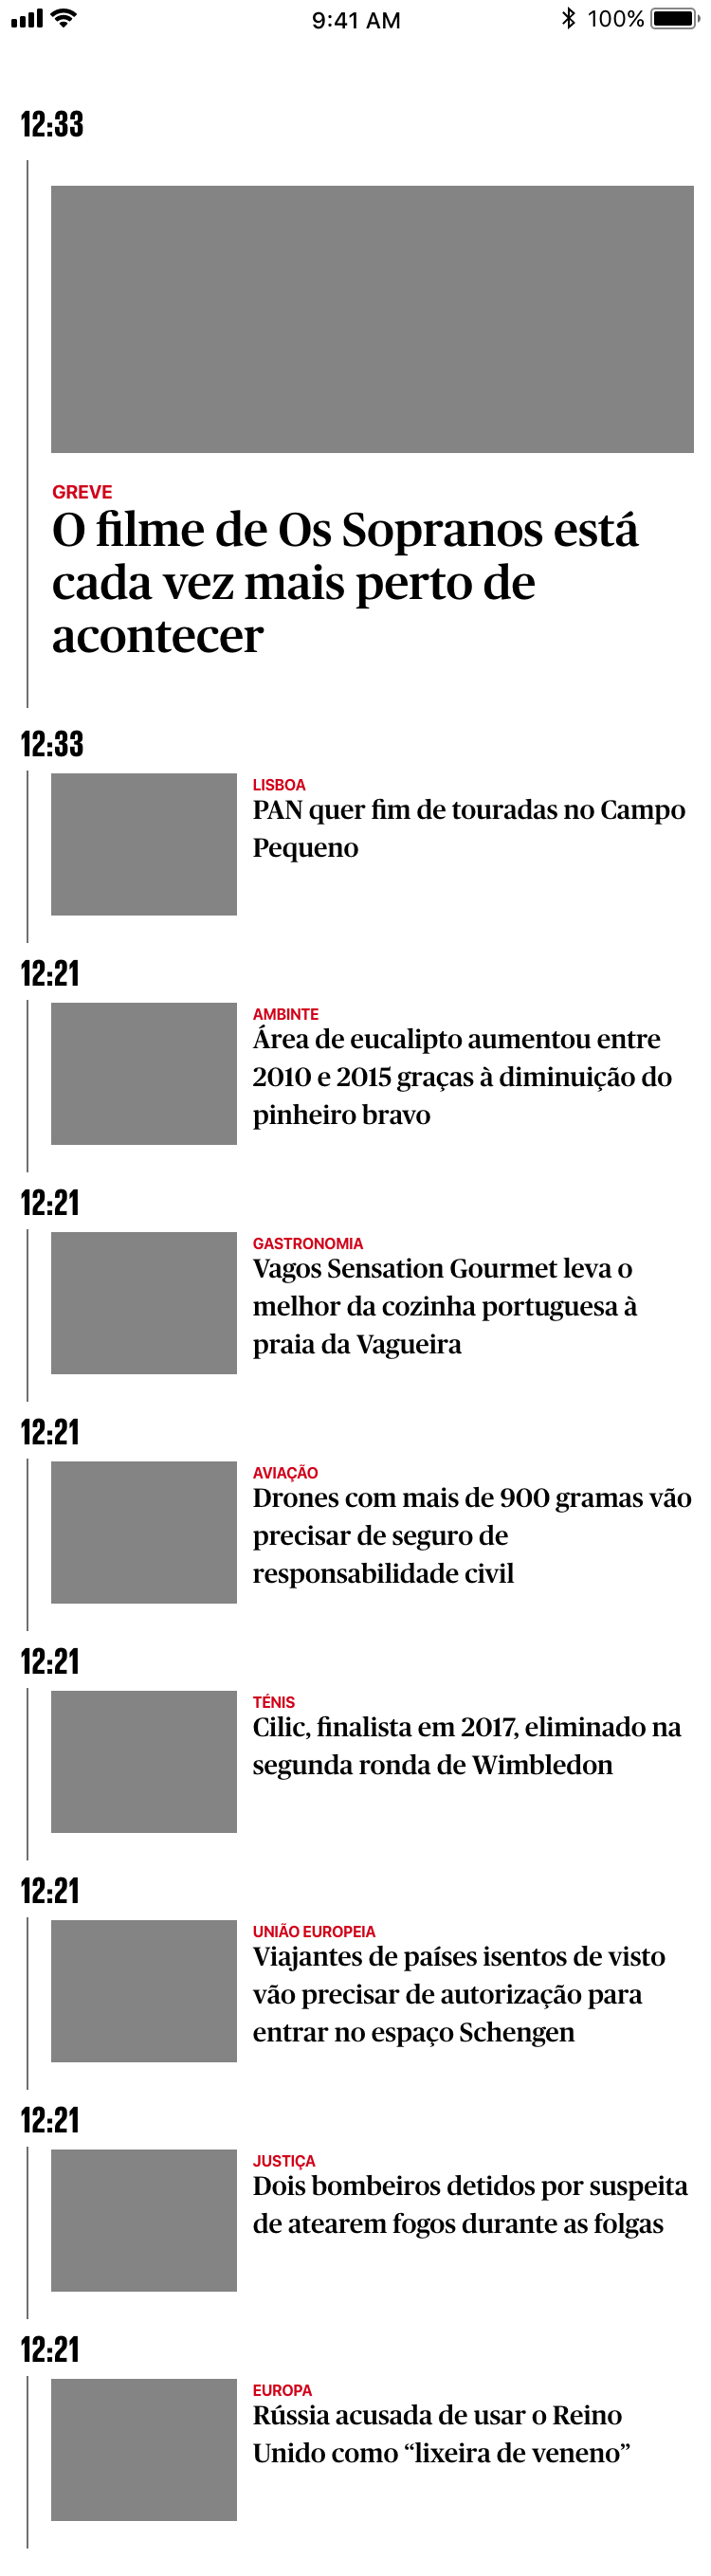 9:41 AM
100%
12:33
GREVE
O filme de Os Sopranos está
cada vez mais perto de
acontecer
12:33
LISBOA
PAN quer fim de touradas no Campo
Pequeno
12:21
AMBINTE
Área de eucalipto aumentou entre
2010 e 2015 graças à diminuição do
pinheiro bravo
12:21
GASTRONOMIA
Vagos Sensation Gourmet leva o
melhor da cozinha portuguesa à
praia da Vagueira
12:21
AVIAÇÃO
Drones com mais de 900 gramas vão
precisar de seguro de
responsabilidade civil
12:21
TÉNIS
Cilic, finalista em 2017, eliminado na
segunda ronda de Wimbledon
12:21
UNIÃO EUROPEIA
Viajantes de países isentos de visto
vão precisar de autorização para
entrar no espaço Schengen
12:21
JUSTIÇA
Dois bombeiros detidos por suspeita
de atearem fogos durante as folgas
12:21
EUROPA
Rússia acusada de usar o Reino
Unido como “lixeira de veneno”